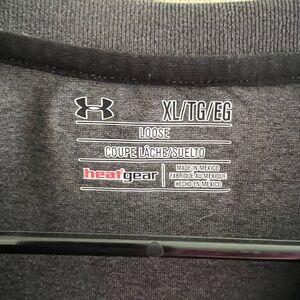 XL/TG/EG
LOOSE
COUPE LÂCHE/SUELTO
heatgear
MADE IN MEXICO
FABRIQUÉ AU MEXIQUE
HECHO EN MÉXICO